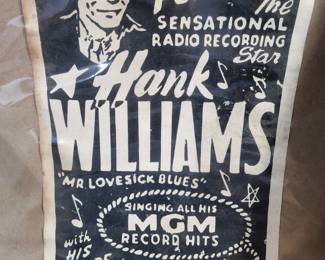 The
SENSATIONAL
RADIO RECORDING
Star
Hank
WILLIAMS
"MR. LOVESICK BLUES"
SINGING ALL HIS
MGM
RECORD HITS
with
HIS